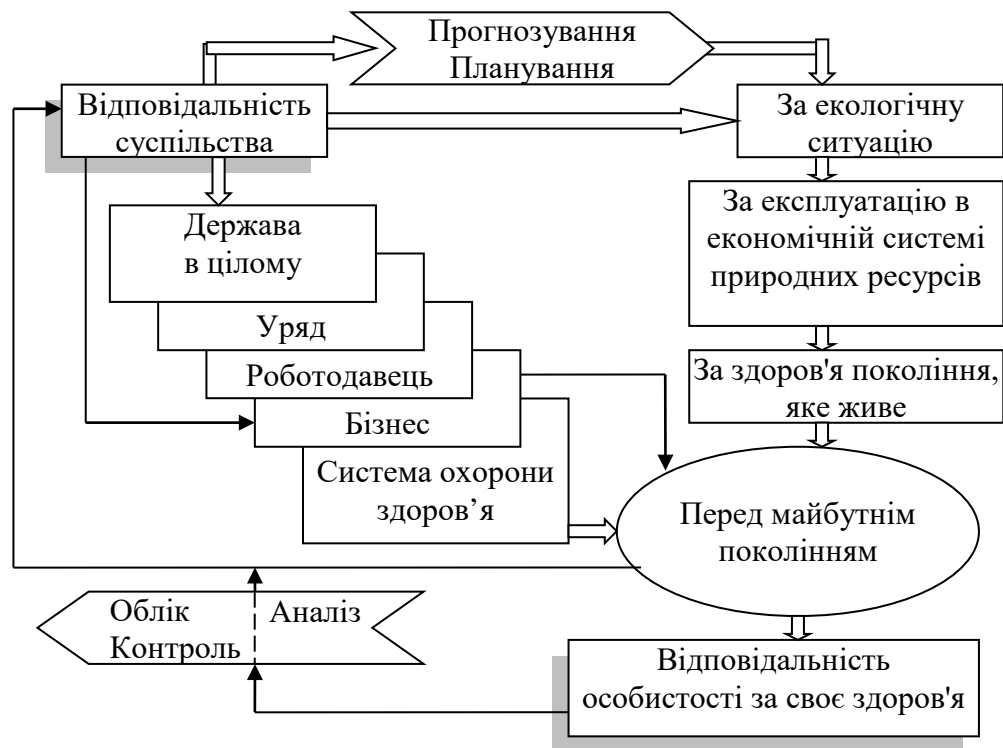 Прогнозування
Планування
Відповідальність
суспільства
За екологічну
ситуацію
Держава
в цілому
За експлуатацію в
економічній системі
природних ресурсів
Уряд
Роботодавець
За здоров'я покоління,
яке живе
Бізнес
Система охорони
здоров’я
Перед майбутнім
поколінням
Облік Аналіз
Контроль
Відповідальність
особистості за своє здоров'я